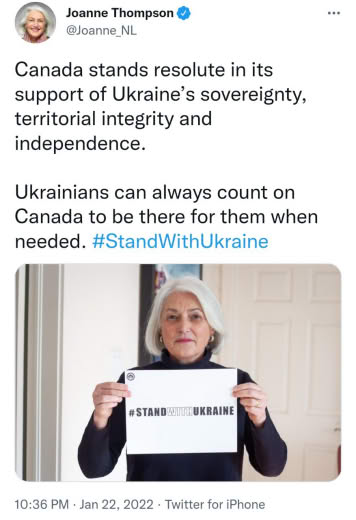 Joanne Thompson
@Joanne_NL
Canada stands resolute in its
support of Ukraine's sovereignty,
territorial integrity and
independence.
Ukrainians can always count on
Canada to be there for them when
needed. #StandWithUkraine
#STANDWITHUKRAINE
10:36 PM · Jan 22, 2022 · Twitter for iPhone